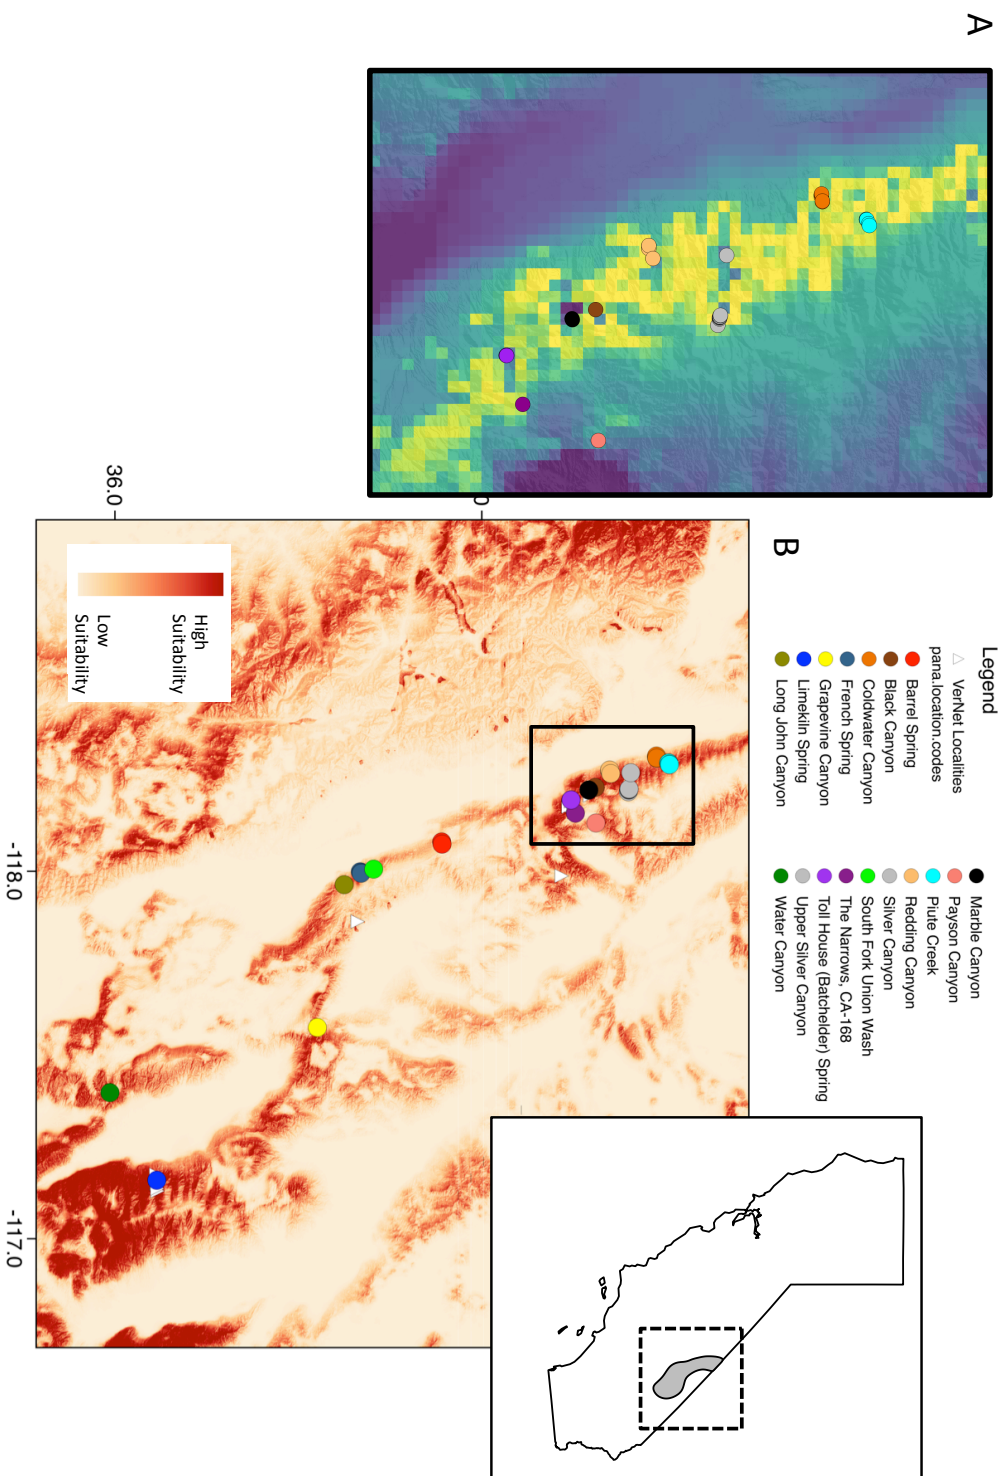 A
B
Legend
VerNet Localities
pana.location.codes
Barrel Spring
Black Canyon
Coldwater Canyon
French Spring
Grapevine Canyon
Limekiln Spring
Long John Canyon
Marble Canyon
Payson Canyon
Piute Creek
Redding Canyon
Silver Canyon
South Fork Union Wash
The Narrows, CA-168
Toll House (Batchelder) Spring
Upper Silver Canyon
Water Canyon
36.0
0
High
Suitability
Low
Suitability
-118.0
-117.0